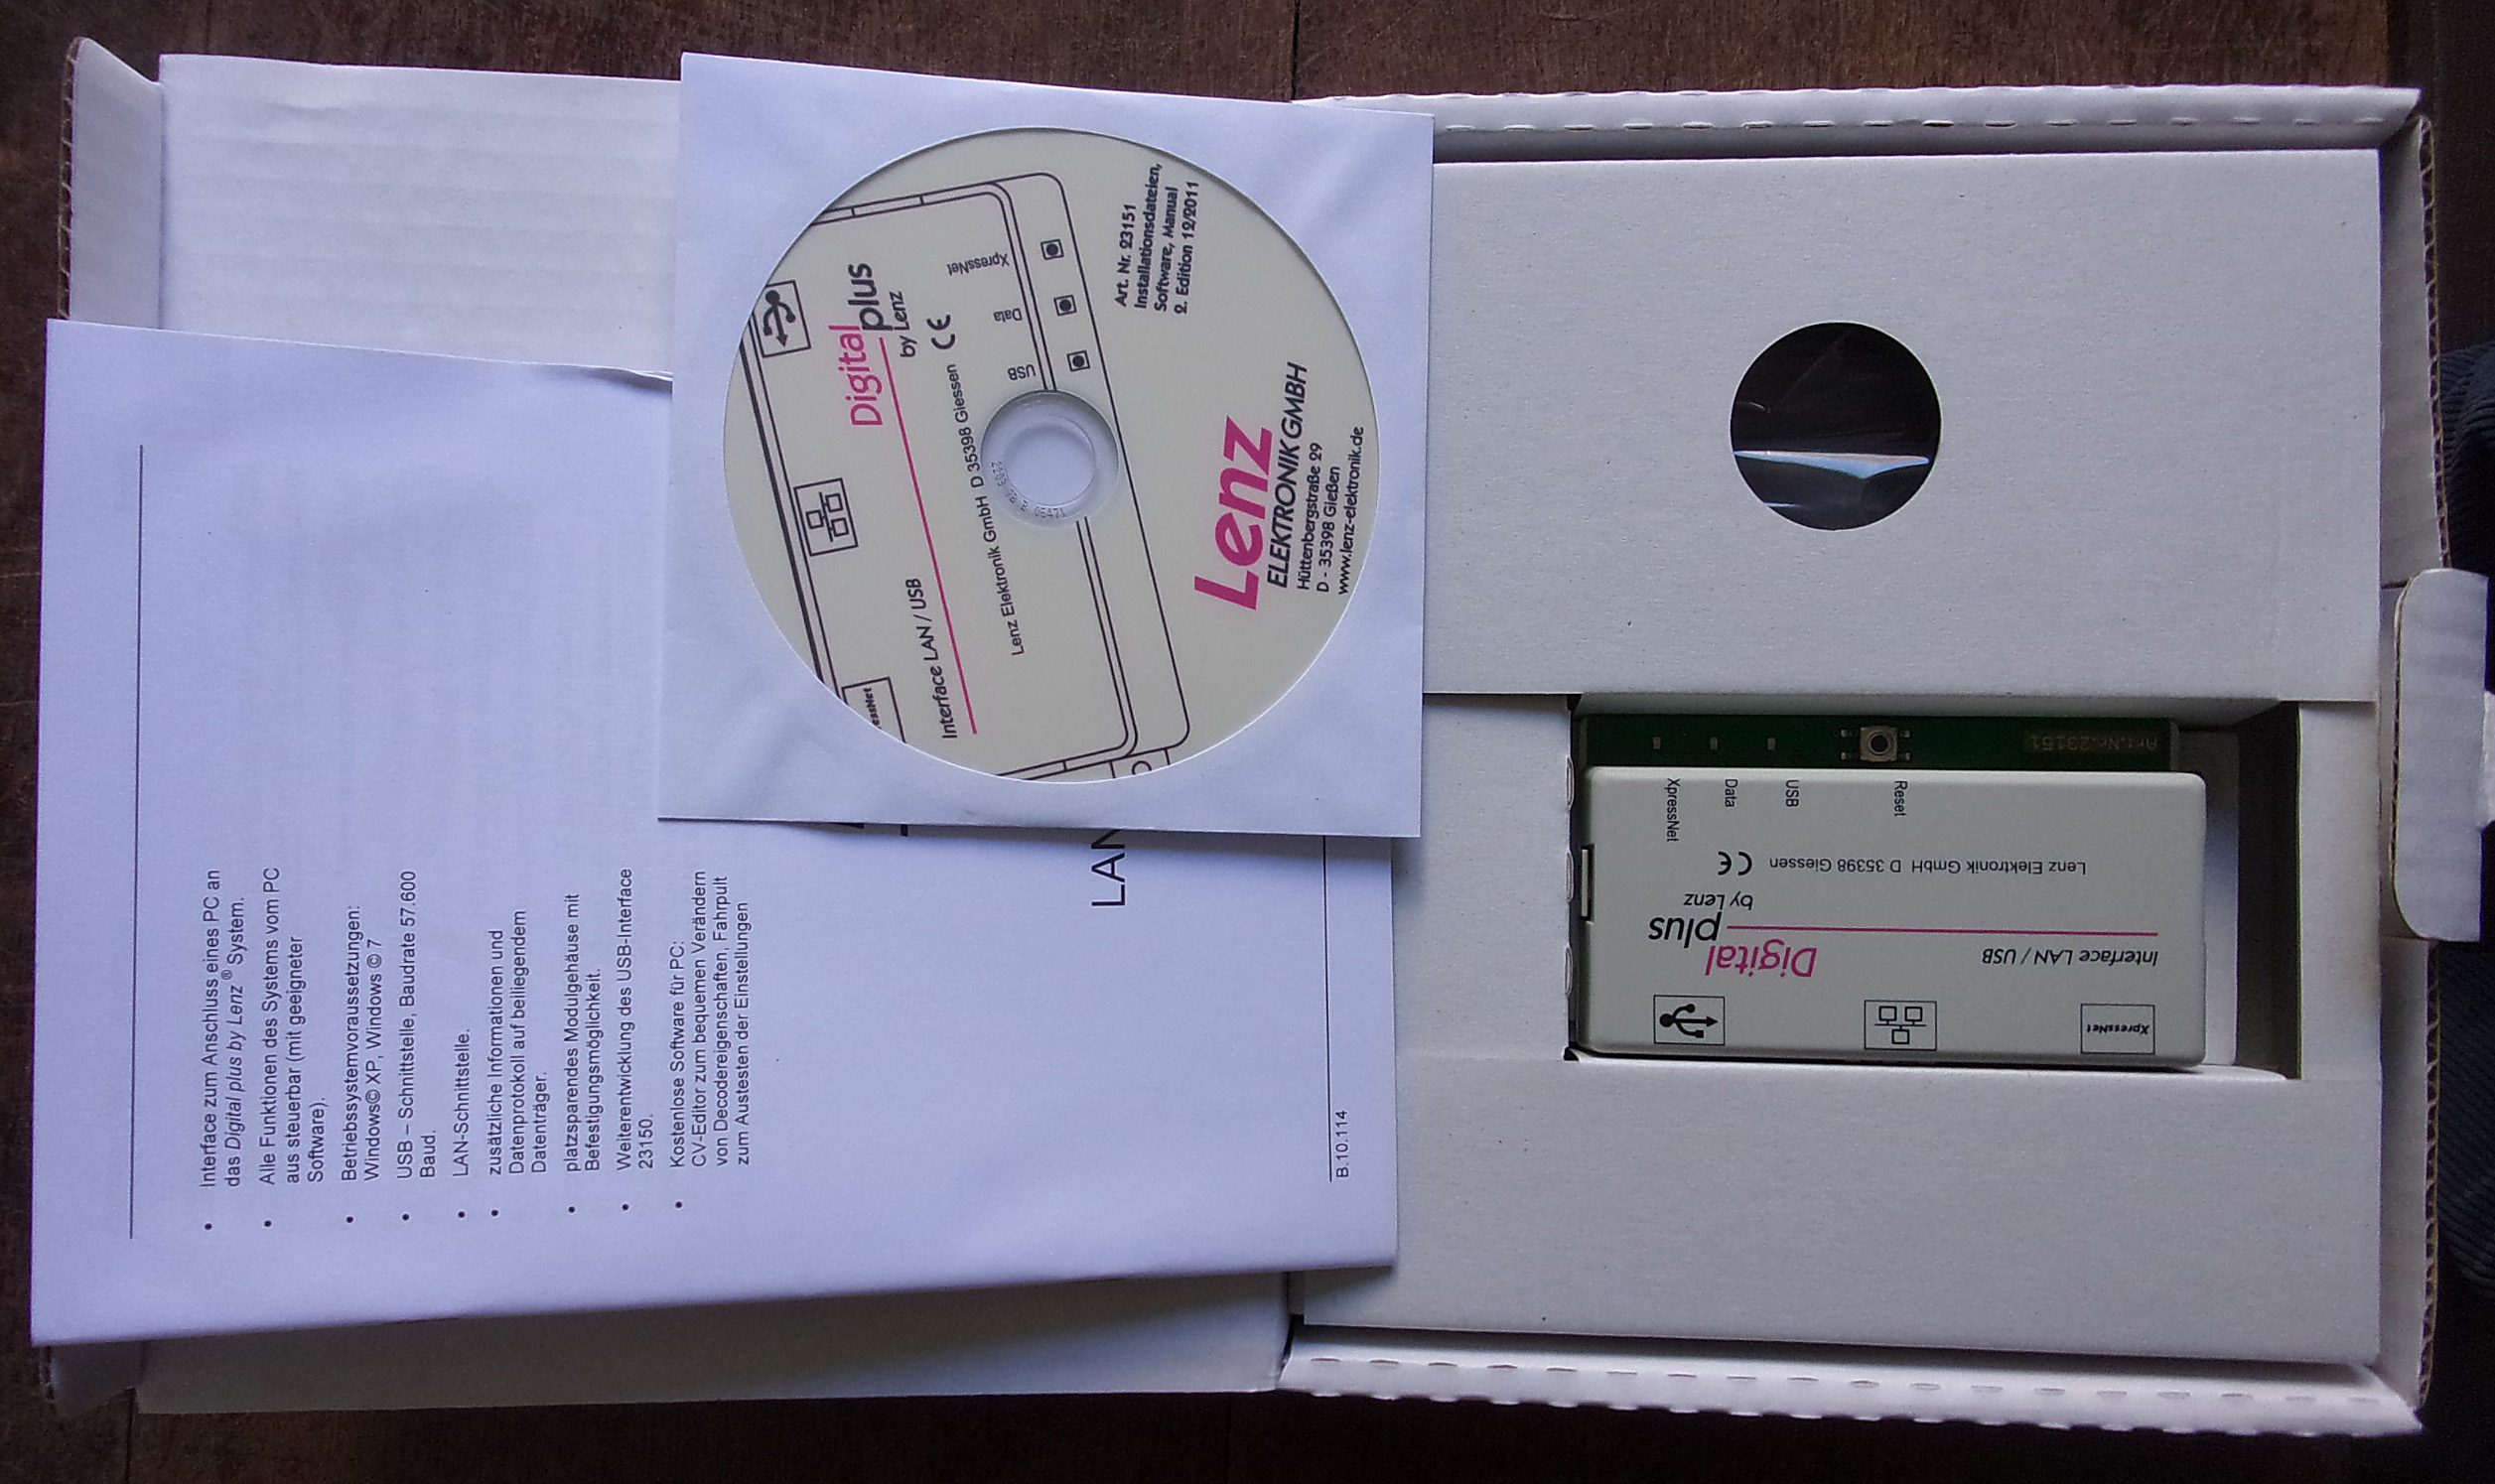 • Interface zum Anschluss eines PC an
das Digital plus by Lenz® System.
• Alle Funktionen des Systems vom PC
aus steuerbar (mit geeigneter
Software).
• Betriebssystemvoraussetzungen:
Windows© XP, Windows © 7
• USB – Schnittstelle, Baudrate 57.600
Baud.
• LAN-Schnittstelle.
• zusätzliche Informationen und
Datenprotokoll auf beiliegendem
Datenträger.
• platzsparendes Modulgehäuse mit
Befestigungsmöglichkeit.
• Weiterentwicklung des USB-Interface
23150.
• Kostenlose Software für PC:
CV-Editor zum bequemen Verändern
von Decodereigenschaften, Fahrpult
zum Austesten der Einstellungen
LAN
B.10.114
Digital
plus
by Lenz
Interface LAN / USB
Lenz Elektronik GmbH D 35398 Giessen CE
USB
Data
XpressNet
Art. Nr. 23151
Installationsdateien,
Software, Manual
2. Edition 12/2011
Lenz
ELEKTRONIK GMBH
Hüttenbergstraße 29
D - 35398 Gießen
www.lenz-elektronik.de
XpressNet
Interface LAN / USB
Digital
plus
by Lenz
Lenz Elektronik GmbH D 35398 Giessen CE
Reset
USB
Data
XpressNet
Art.Nr.23151